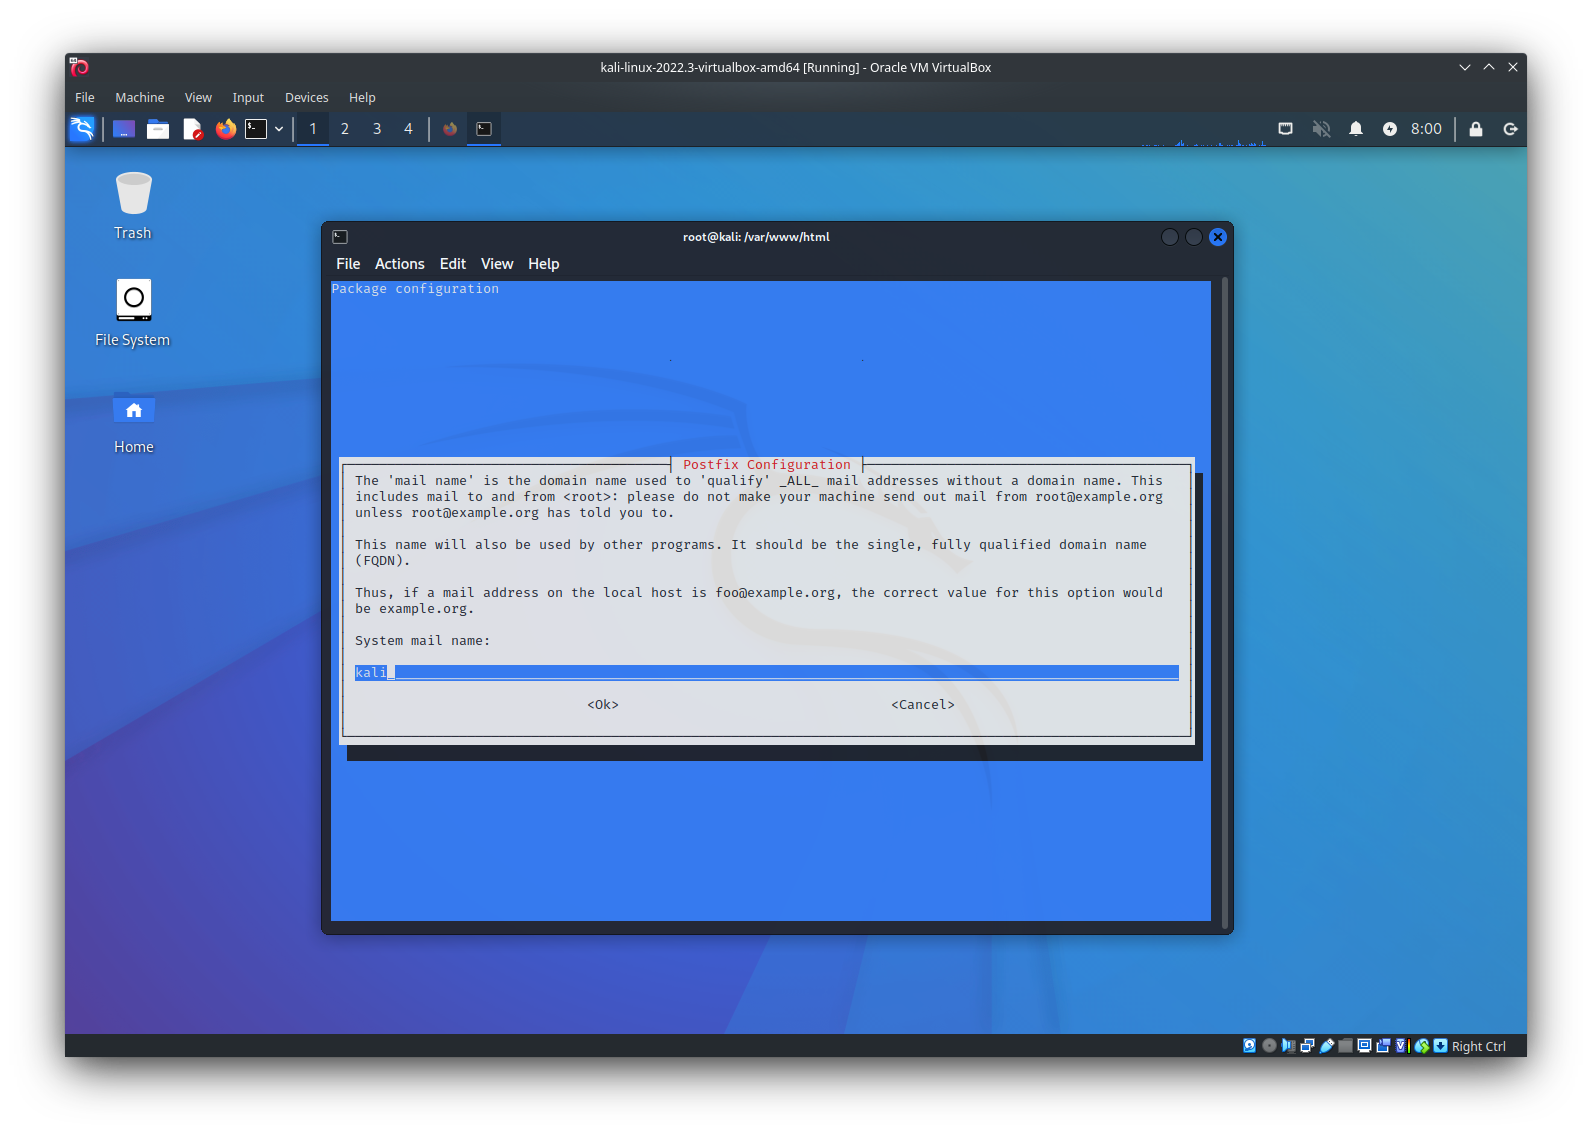 kali-linux-2022.3-virtualbox-amd64 [Running] - Oracle VM VirtualBox
File Machine View Input Devices Help
1 2 3 4 8:00
Trash
File System
Home
root@kali: /var/www/html
File Actions Edit View Help
Package configuration
Postfix Configuration
The 'mail name' is the domain name used to 'qualify' _ALL_ mail addresses without a domain name. This
includes mail to and from <root>: please do not make your machine send out mail from root@example.org
unless root@example.org has told you to.
This name will also be used by other programs. It should be the single, fully qualified domain name
(FQDN).
Thus, if a mail address on the local host is foo@example.org, the correct value for this option would
be example.org.
System mail name:
kali
<Ok> <Cancel>
Right Ctrl